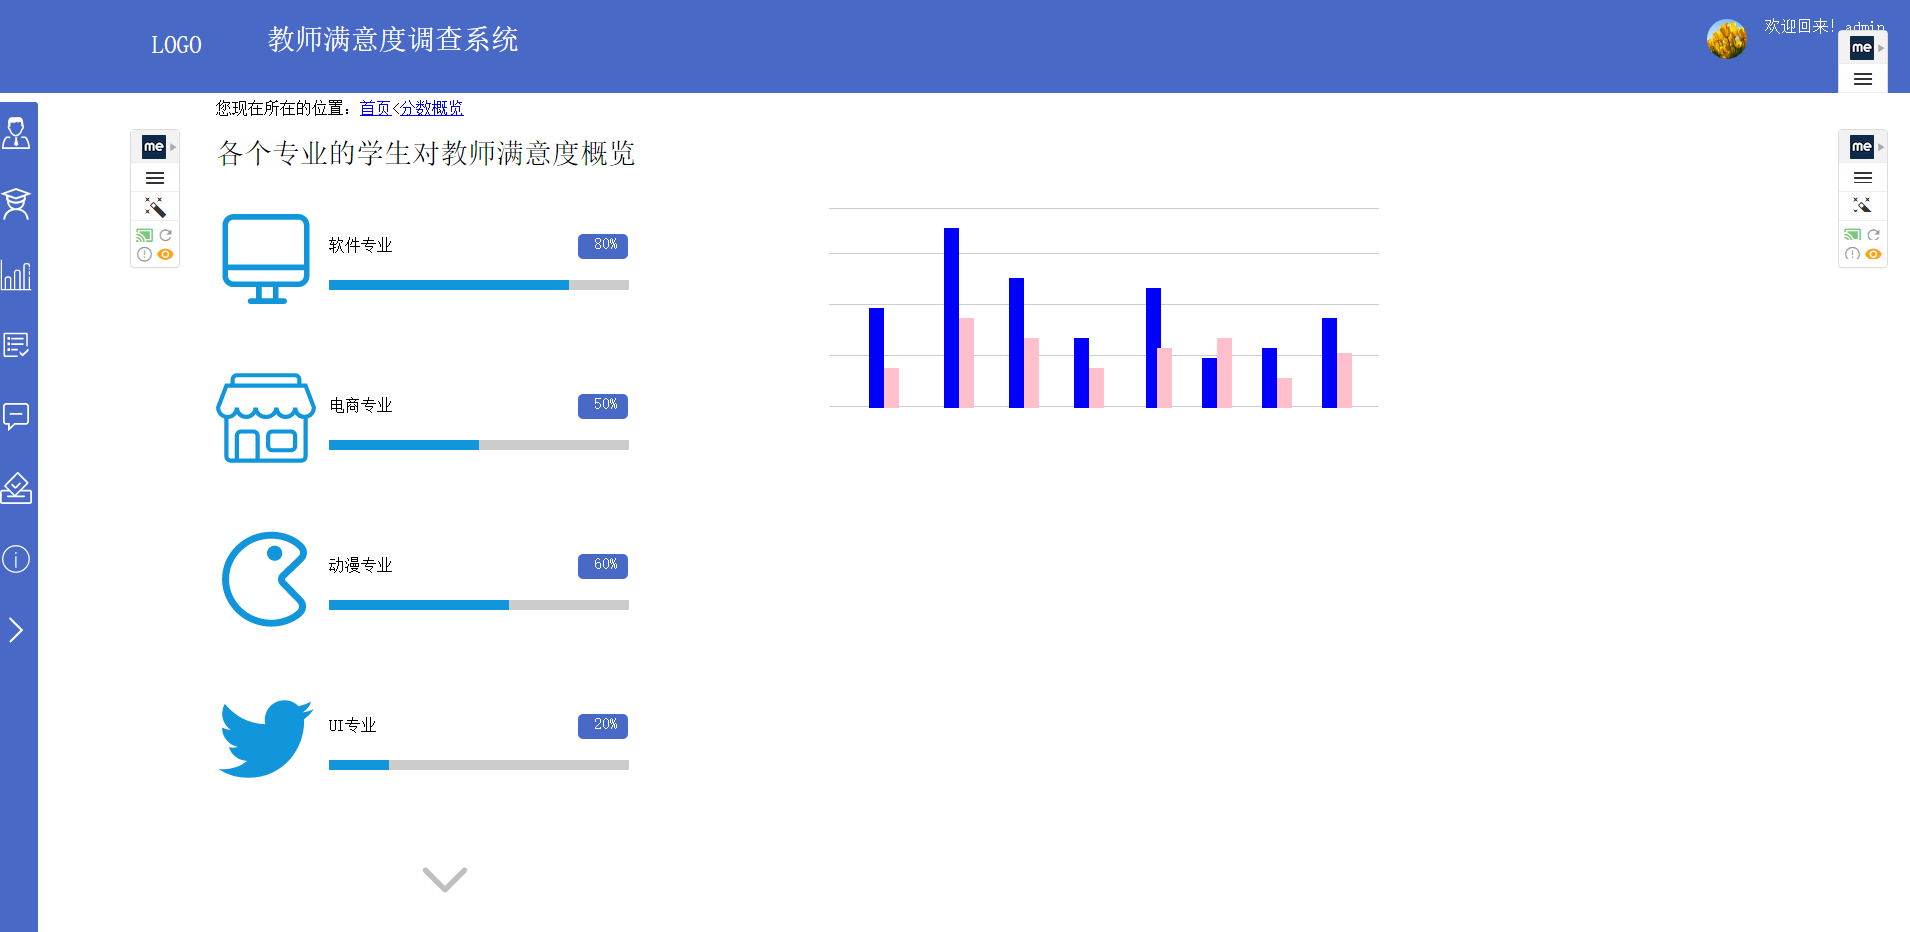 LOGO
教师满意度调查系统
欢迎回来! admin
me
您现在所在的位置：首页<分数概览
me
me
各个专业的学生对教师满意度概览
软件专业
80%
电商专业
50%
动漫专业
60%
UI专业
20%